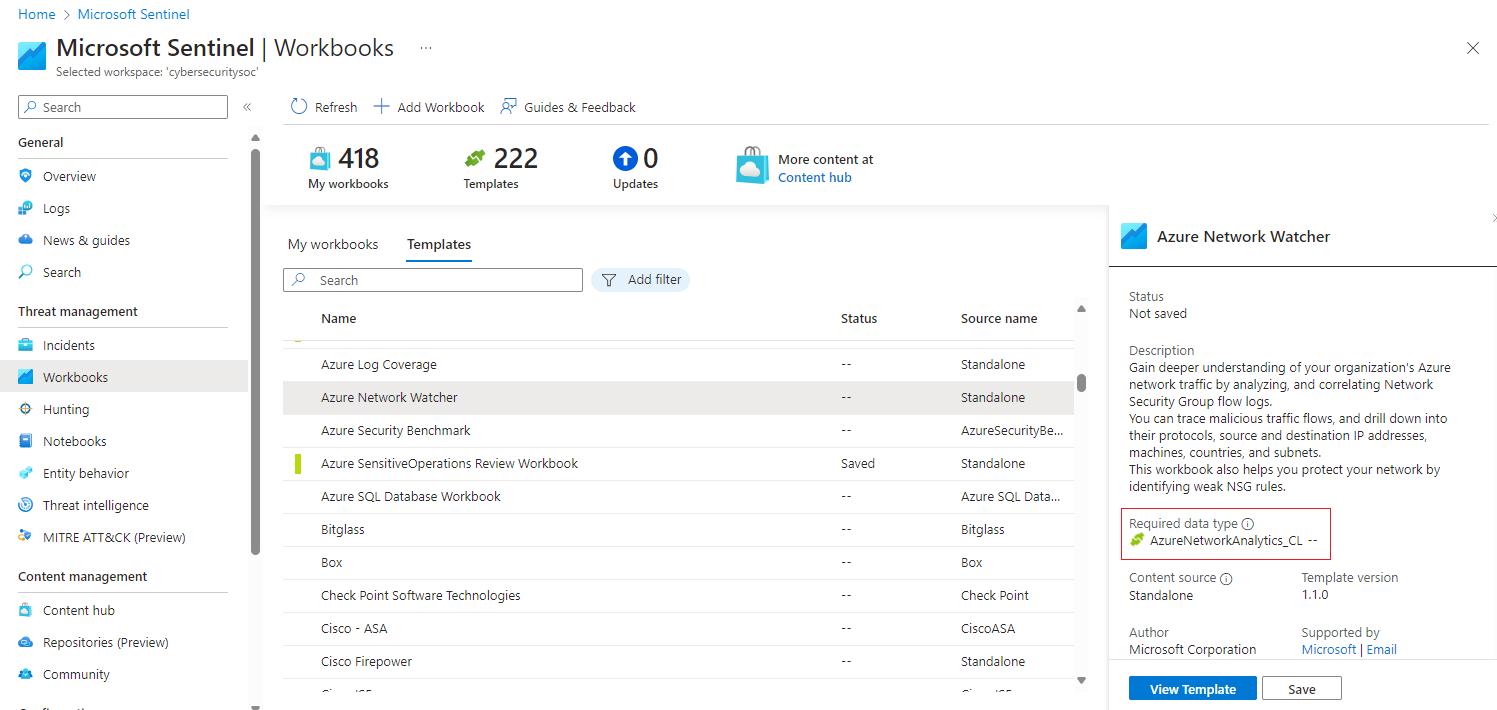 Home > Microsoft Sentinel
Microsoft Sentinel | Workbooks ...
Selected workspace: 'cybersecuritysoc'
Search «
General
Overview
Logs
News & guides
Search
Threat management
Incidents
Workbooks
Hunting
Notebooks
Entity behavior
Threat intelligence
MITRE ATT&CK (Preview)
Content management
Content hub
Repositories (Preview)
Community
Refresh Add Workbook Guides & Feedback
418 My workbooks
222 Templates
0 Updates
More content at
Content hub
My workbooks Templates
Search Add filter
Name Status Source name
Azure Log Coverage -- Standalone
Azure Network Watcher -- Standalone
Azure Security Benchmark -- AzureSecurityBe...
Azure SensitiveOperations Review Workbook Saved Standalone
Azure SQL Database Workbook -- Azure SQL Data...
Bitglass -- Bitglass
Box -- Box
Check Point Software Technologies -- Check Point
Cisco - ASA -- CiscoASA
Cisco Firepower -- Standalone
Azure Network Watcher
Status
Not saved
Description
Gain deeper understanding of your organization's Azure
network traffic by analyzing, and correlating Network
Security Group flow logs.
You can trace malicious traffic flows, and drill down into
their protocols, source and destination IP addresses,
machines, countries, and subnets.
This workbook also helps you protect your network by
identifying weak NSG rules.
Required data type
AzureNetworkAnalytics_CL --
Content source Template version
Standalone 1.1.0
Author Supported by
Microsoft Corporation Microsoft | Email
View Template Save